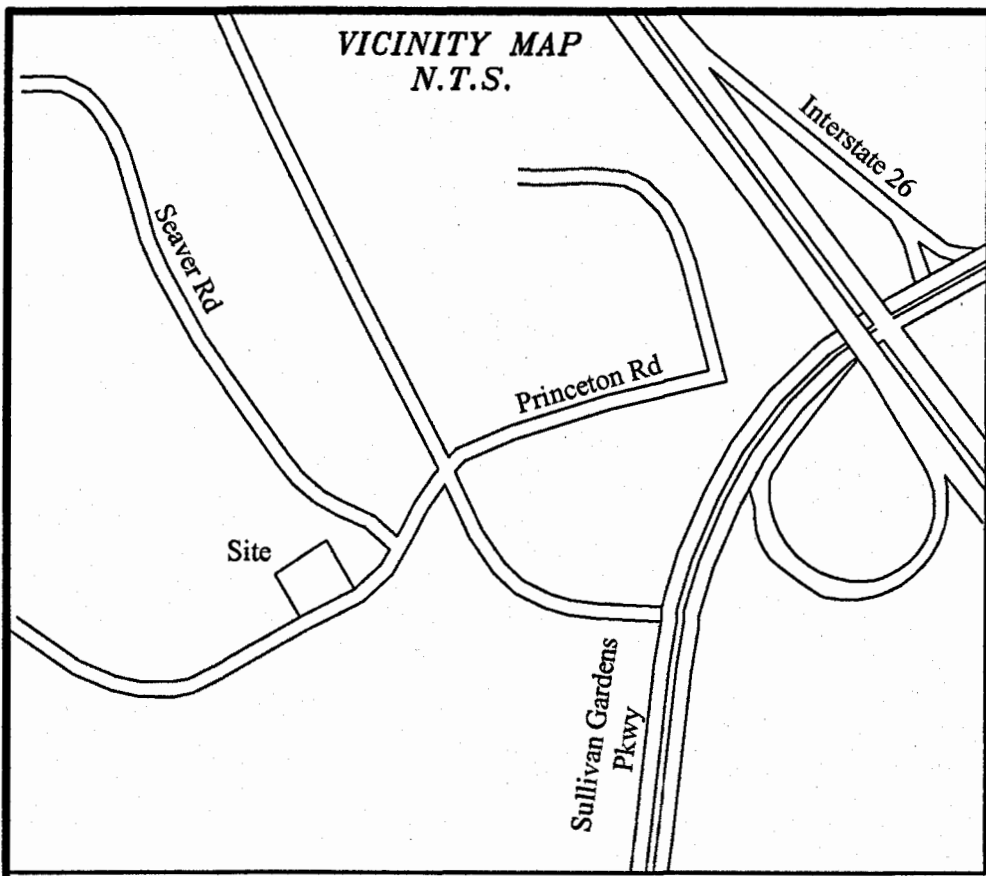 VICINITY MAP
N.T.S.
Interstate 26
Seaver Rd
Princeton Rd
Site
Sullivan Gardens
Pkwy